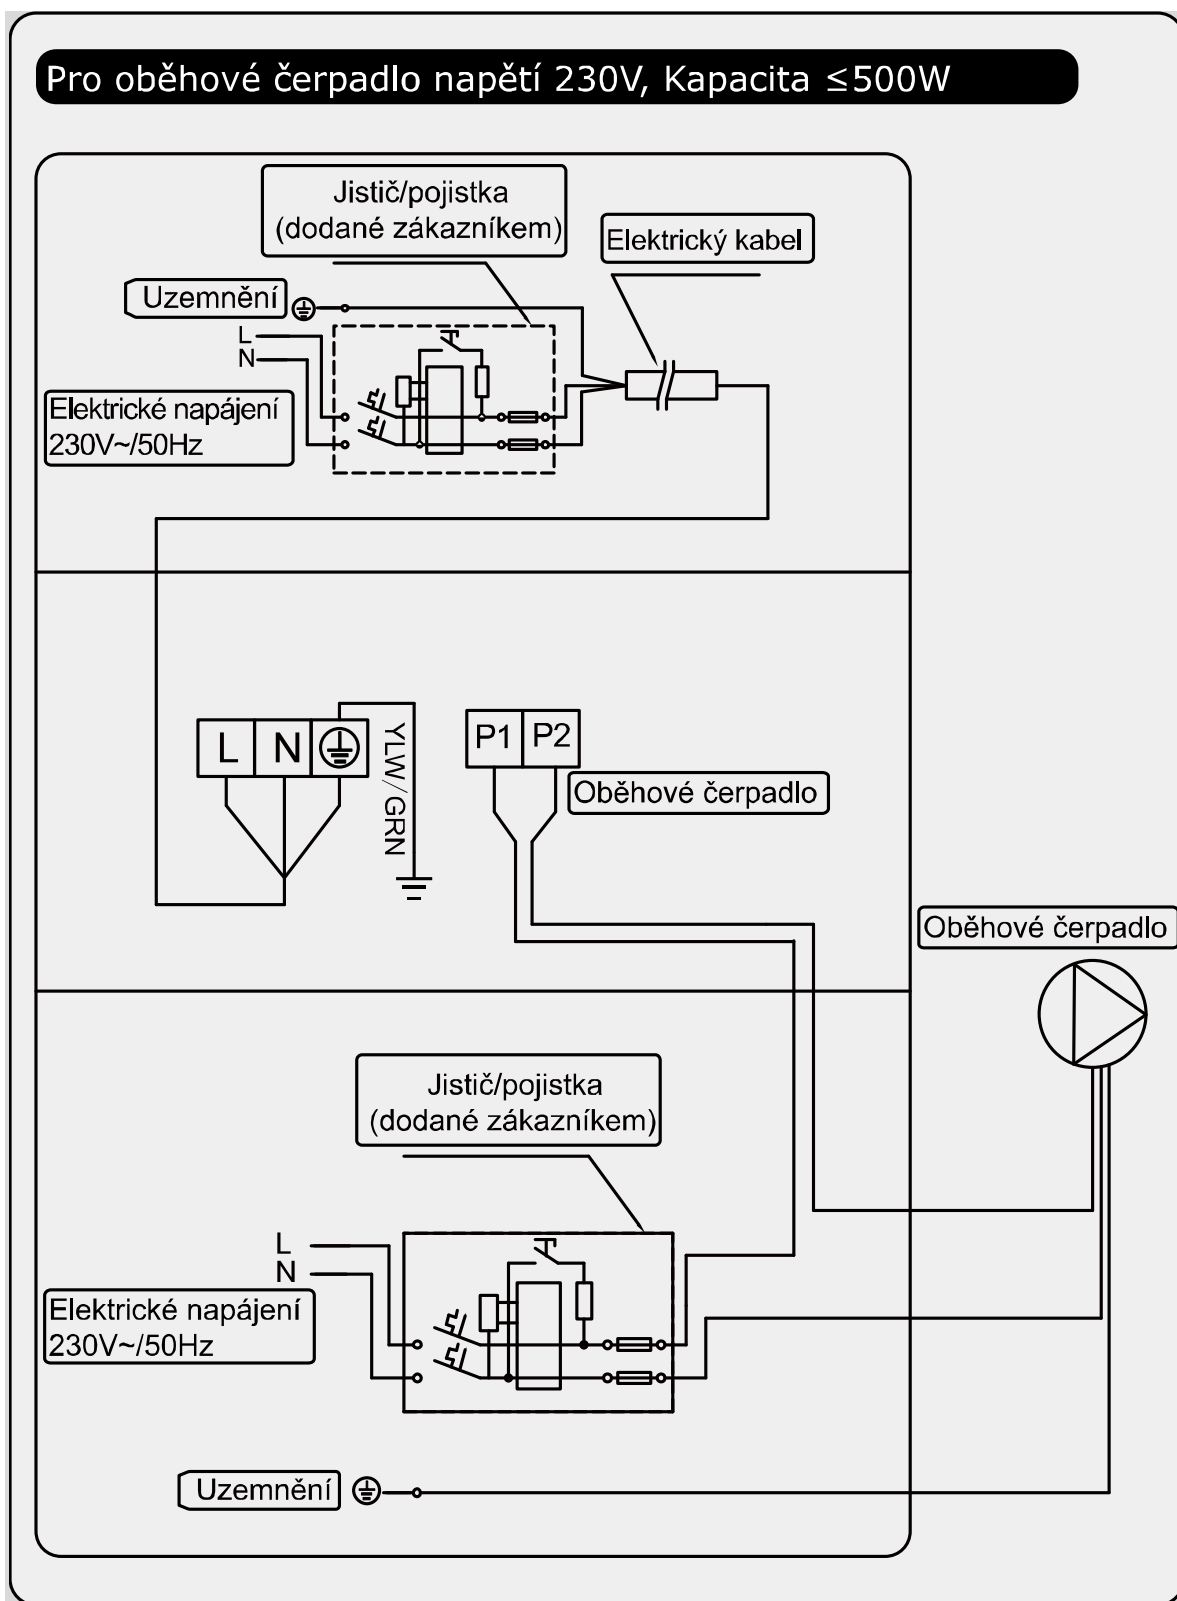 Pro oběhové čerpadlo napětí 230V, Kapacita ≤500W
Jistič/pojistka
(dodané zákazníkem)
Elektrický kabel
Uzemnění
L
N
Elektrické napájení
230V~/50Hz
L N
YLW/GRN
P1 P2
Oběhové čerpadlo
Oběhové čerpadlo
Jistič/pojistka
(dodané zákazníkem)
L
N
Elektrické napájení
230V~/50Hz
Uzemnění